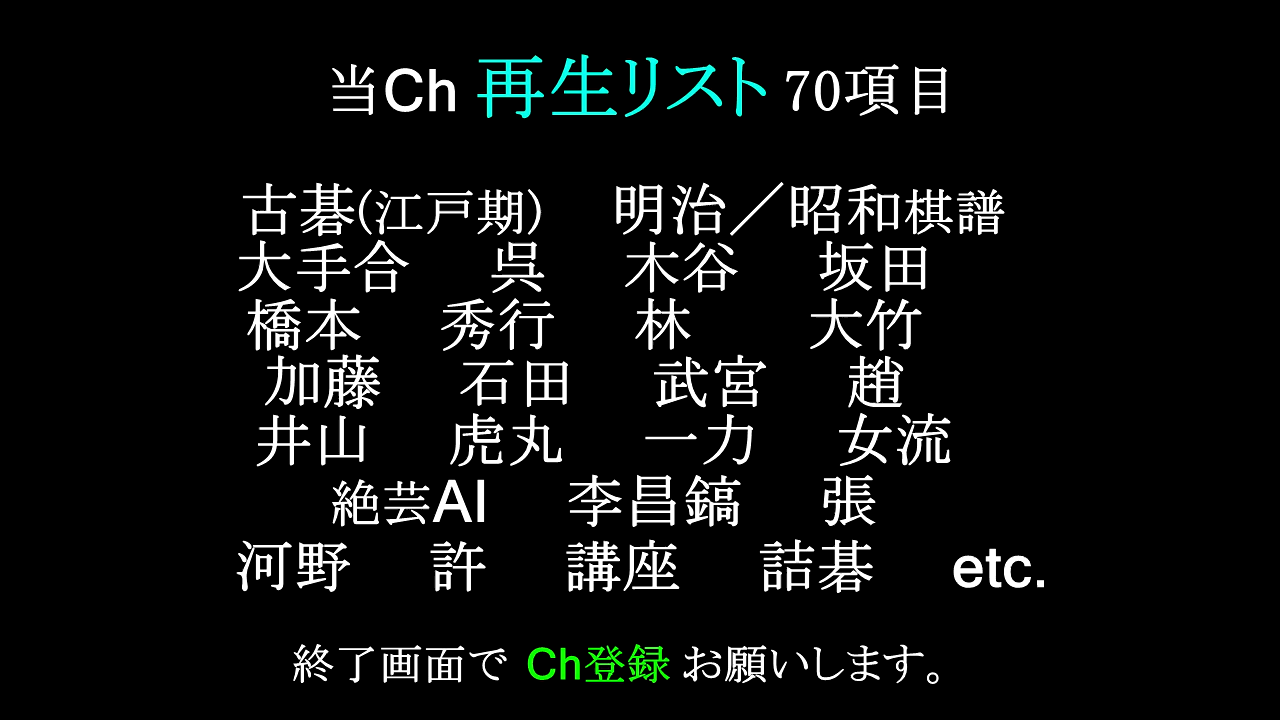 当Ch 再生リスト 70項目
古碁(江戸期) 明治／昭和棋譜
大手合 呉 木谷 坂田
橋本 秀行 林 大竹
加藤 石田 武宮 趙
井山 虎丸 一力 女流
絶芸AI 李昌鎬 張
河野 許 講座 詰碁 etc.
終了画面で Ch登録 お願いします。